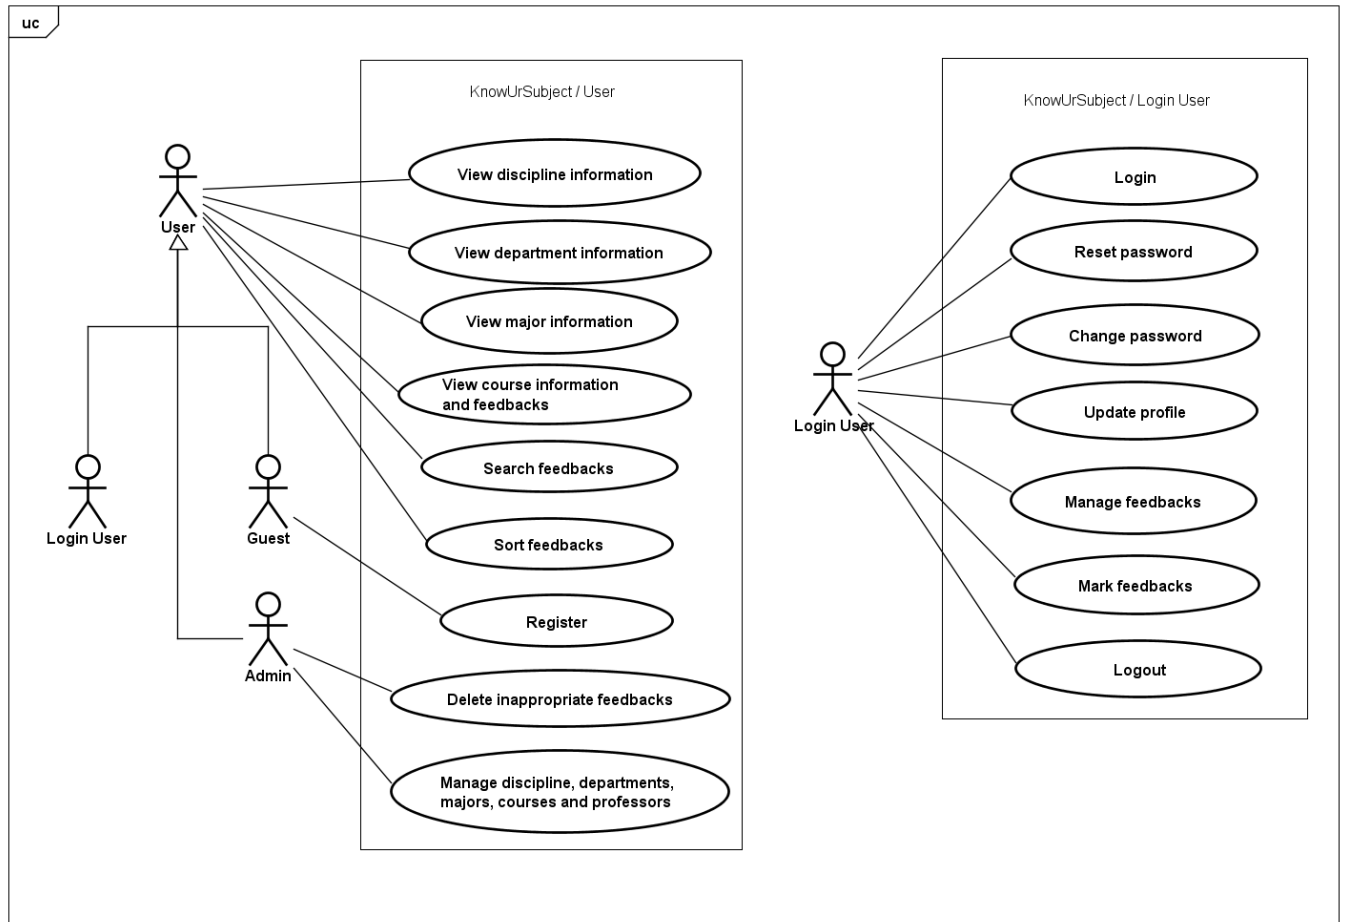 uc
KnowUrSubject / User
View discipline information
User
View department information
View major information
View course information
and feedbacks
Search feedbacks
Login User
Guest
Sort feedbacks
Register
Admin
Delete inappropriate feedbacks
Manage discipline, departments,
majors, courses and professors
KnowUrSubject / Login User
Login
Reset password
Change password
Update profile
Login User
Manage feedbacks
Mark feedbacks
Logout